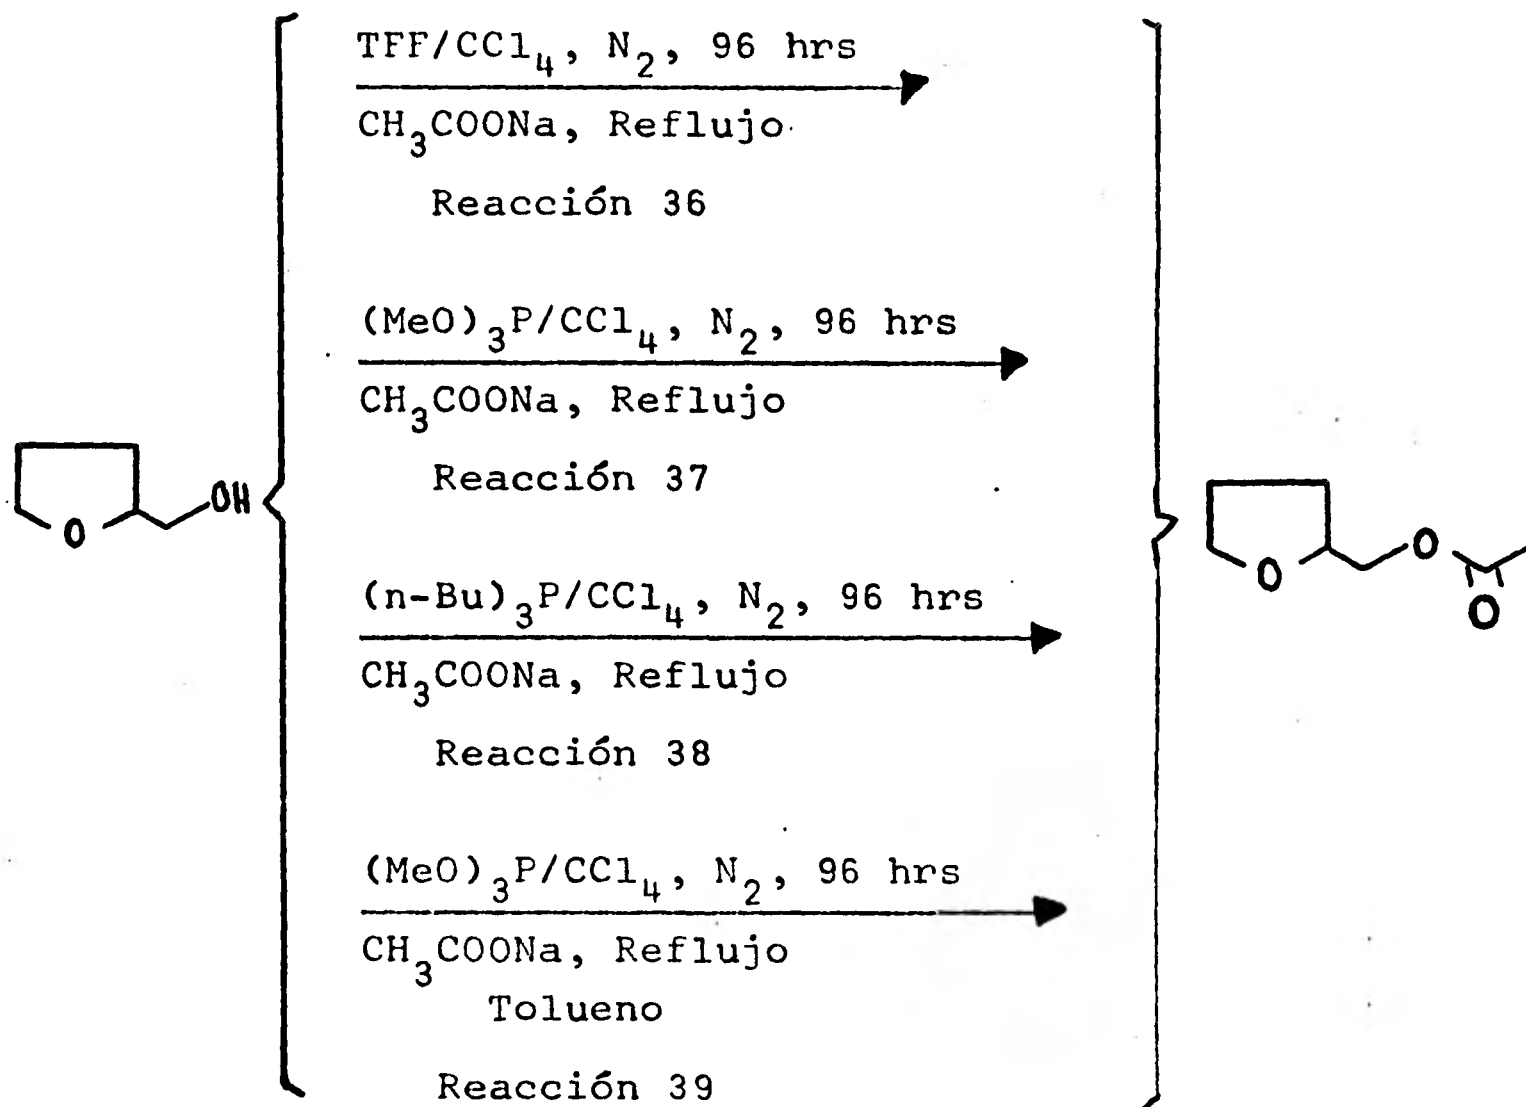 TFF/CCl₄, N₂, 96 hrs
CH₃COONa, Reflujo
Reacción 36
(MeO)₃P/CCl₄, N₂, 96 hrs
CH₃COONa, Reflujo
Reacción 37
OH
O
O
O
O
(n-Bu)₃P/CCl₄, N₂, 96 hrs
CH₃COONa, Reflujo
Reacción 38
(MeO)₃P/CCl₄, N₂, 96 hrs
CH₃COONa, Reflujo
Tolueno
Reacción 39